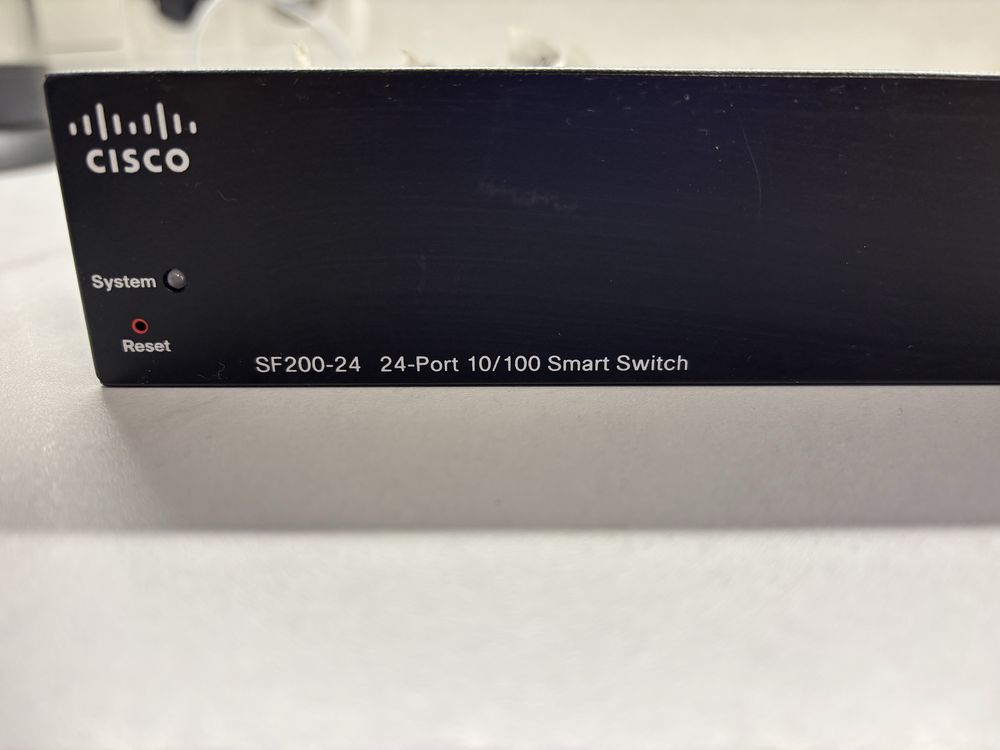 CISCO
System
Reset
SF200-24 24-Port 10/100 Smart Switch